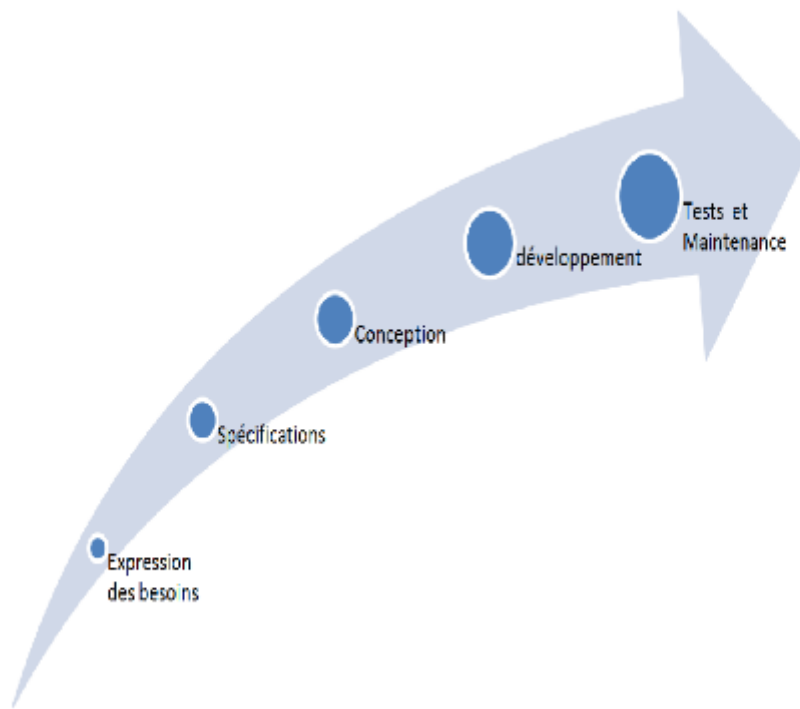 Expression
des besoins
Spécifications
Conception
développement
Tests et
Maintenance